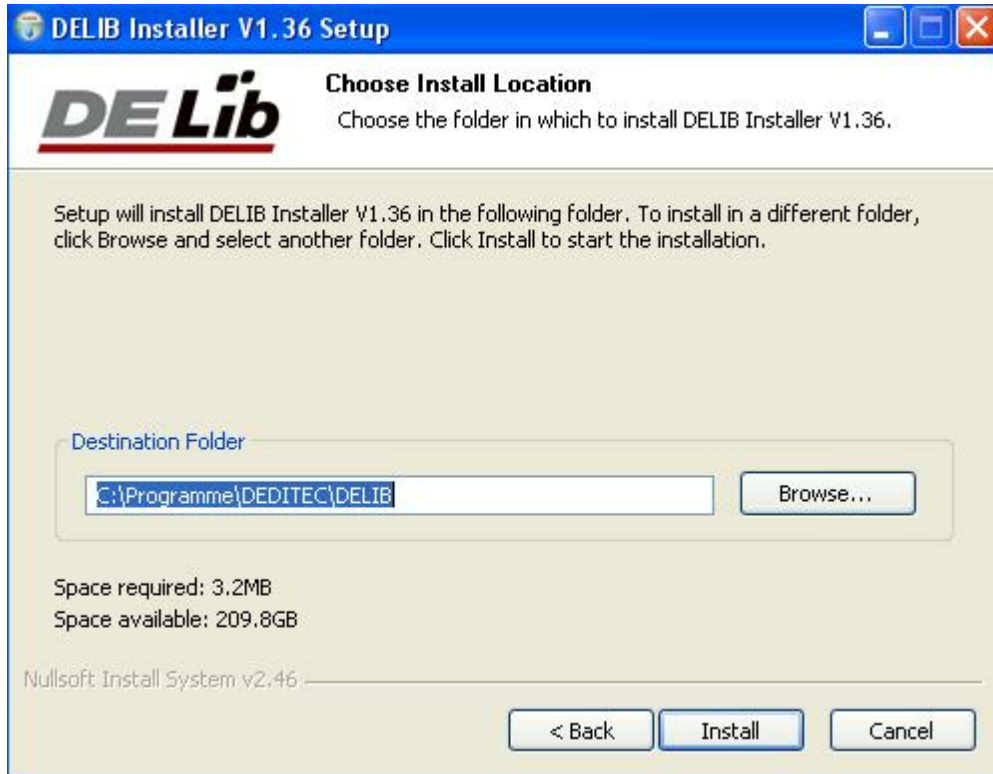 DELIB Installer V1.36 Setup
DELib
Choose Install Location
Choose the folder in which to install DELIB Installer V1.36.
Setup will install DELIB Installer V1.36 in the following folder. To install in a different folder,
click Browse and select another folder. Click Install to start the installation.
Destination Folder
C:\Programme\DEDITEC\DELIB
Browse...
Space required: 3.2MB
Space available: 209.8GB
Nullsoft Install System v2.46
< Back
Install
Cancel